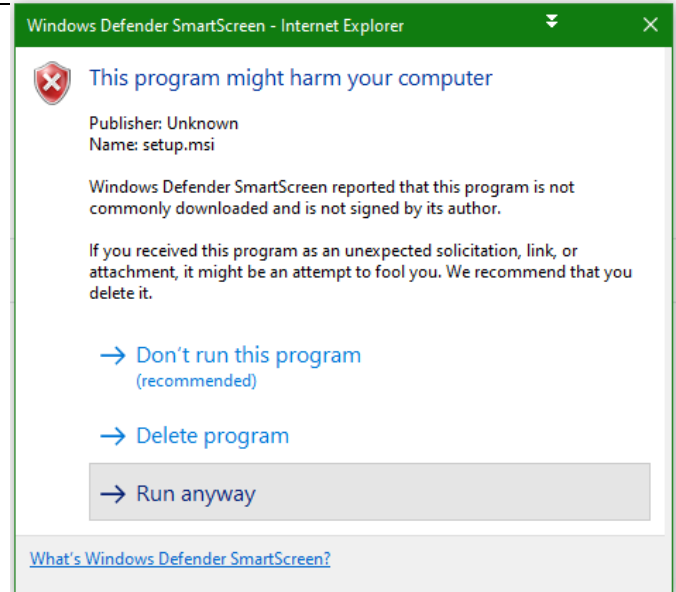 Windows Defender SmartScreen - Internet Explorer
This program might harm your computer
Publisher: Unknown
Name: setup.msi
Windows Defender SmartScreen reported that this program is not
commonly downloaded and is not signed by its author.
If you received this program as an unexpected solicitation, link, or
attachment, it might be an attempt to fool you. We recommend that you
delete it.
Don't run this program
(recommended)
Delete program
Run anyway
What's Windows Defender SmartScreen?